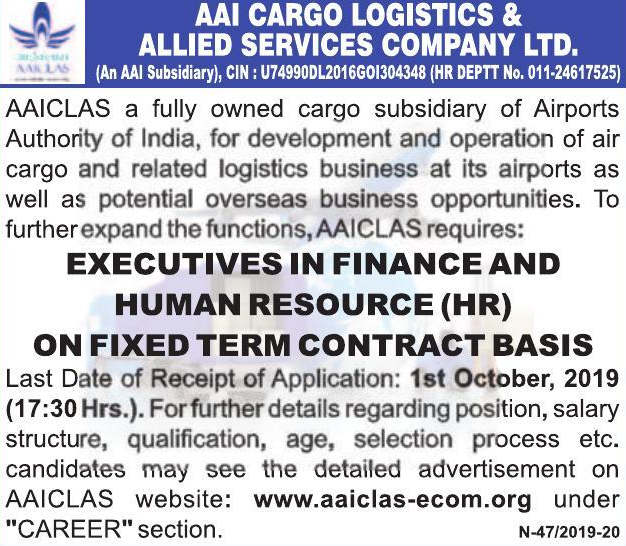 AAI CARGO LOGISTICS &
ALLIED SERVICES COMPANY LTD.
(An AAI Subsidiary), CIN : U74990DL2016GOI304348 (HR DEPTT No. 011-24617525)
AAICLAS
AAICLAS a fully owned cargo subsidiary of Airports
Authority of India, for development and operation of air
cargo and related logistics business at its airports as
well as potential overseas business opportunities. To
further expand the functions, AAICLAS requires:
EXECUTIVES IN FINANCE AND
HUMAN RESOURCE (HR)
ON FIXED TERM CONTRACT BASIS
Last Date of Receipt of Application: 1st October, 2019
(17:30 Hrs.). For further details regarding position, salary
structure, qualification, age, selection process etc.
candidates may see the detailed advertisement on
AAICLAS website: www.aaiclas-ecom.org under
"CAREER" section.
N-47/2019-20